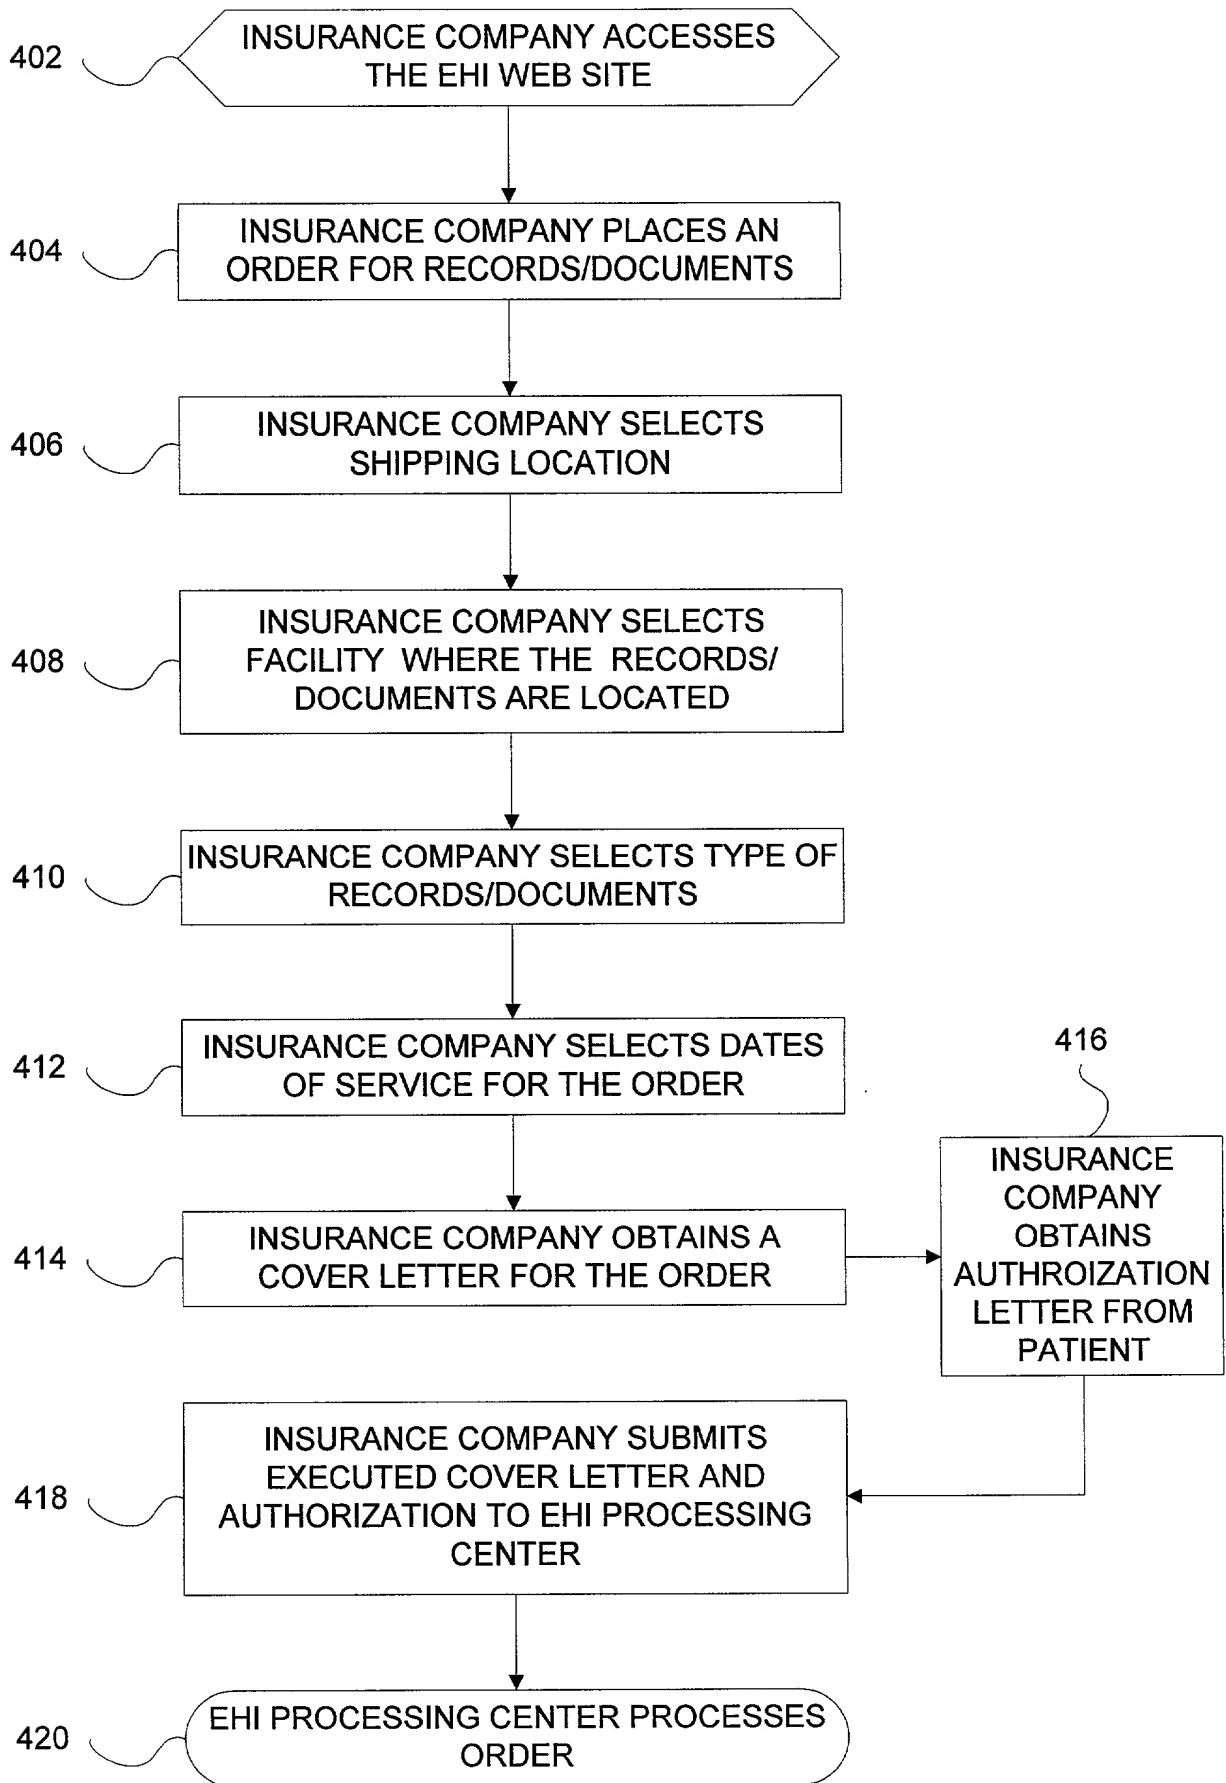 402
INSURANCE COMPANY ACCESSES
THE EHI WEB SITE
404
INSURANCE COMPANY PLACES AN
ORDER FOR RECORDS/DOCUMENTS
406
INSURANCE COMPANY SELECTS
SHIPPING LOCATION
408
INSURANCE COMPANY SELECTS
FACILITY WHERE THE RECORDS/
DOCUMENTS ARE LOCATED
410
INSURANCE COMPANY SELECTS TYPE OF
RECORDS/DOCUMENTS
412
INSURANCE COMPANY SELECTS DATES
OF SERVICE FOR THE ORDER
414
INSURANCE COMPANY OBTAINS A
COVER LETTER FOR THE ORDER
416
INSURANCE
COMPANY
OBTAINS
AUTHROIZATION
LETTER FROM
PATIENT
418
INSURANCE COMPANY SUBMITS
EXECUTED COVER LETTER AND
AUTHORIZATION TO EHI PROCESSING
CENTER
420
EHI PROCESSING CENTER PROCESSES
ORDER